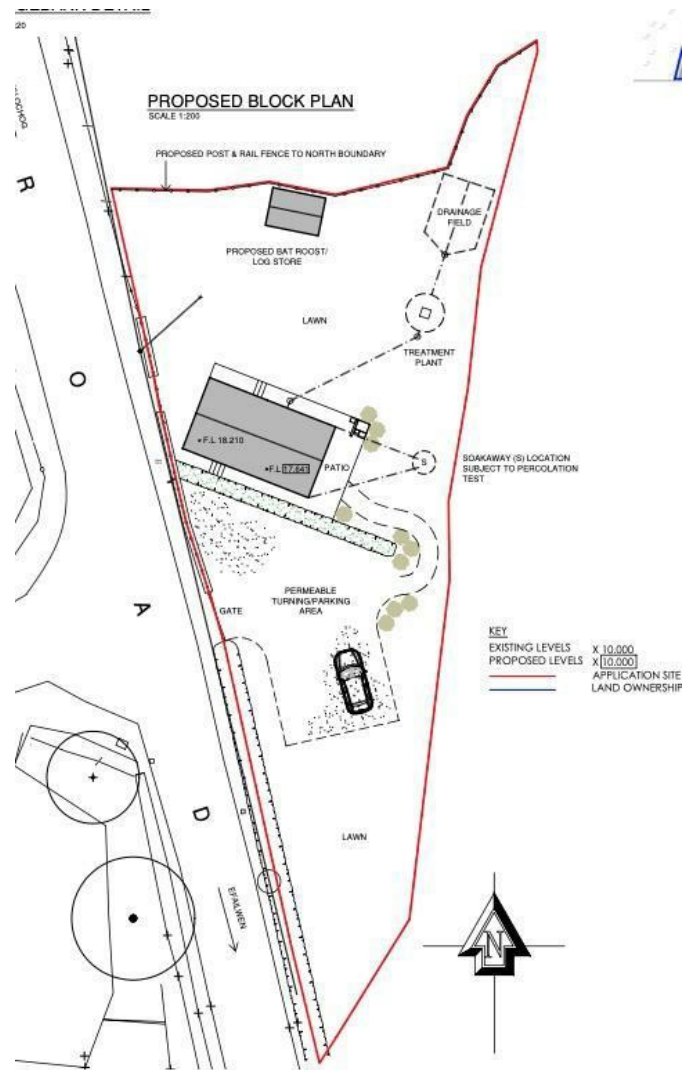 :20
PROPOSED BLOCK PLAN
SCALE 1:200
PROPOSED POST & RAIL FENCE TO NORTH BOUNDARY
DRAINAGE
FIELD
PROPOSED BAT ROOST/
LOG STORE
LAWN
TREATMENT
PLANT
F.L 18.210
F.L 17.641
PATIO
S
SOAKAWAY (S) LOCATION
SUBJECT TO PERCOLATION
TEST
PERMEABLE
TURNING/PARKING
AREA
GATE
KEY
EXISTING LEVELS X 10.000
PROPOSED LEVELS X 10.000
APPLICATION SITE
LAND OWNERSHIP
R O A D
LAWN
EFAILWEN
N